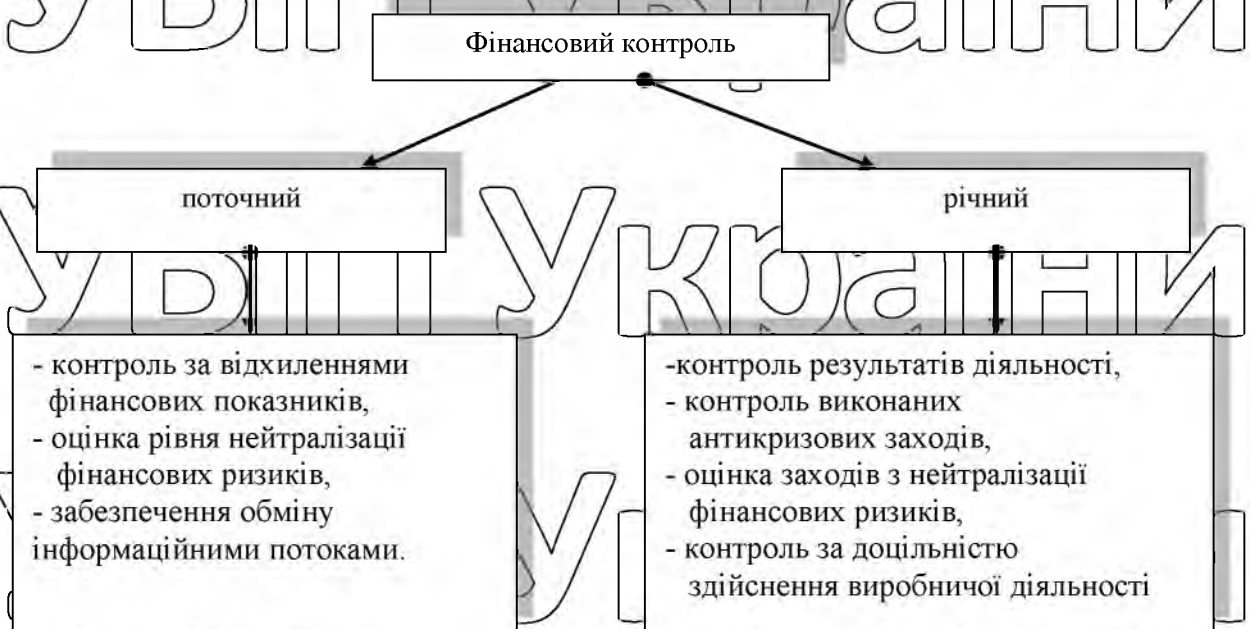 Фінансовий контроль
поточний
річний
- контроль за відхиленнями
фінансових показників,
- оцінка рівня нейтралізації
фінансових ризиків,
- забезпечення обміну
інформаційними потоками.
-контроль результатів діяльності,
- контроль виконаних
антикризових заходів,
- оцінка заходів з нейтралізації
фінансових ризиків,
- контроль за доцільністю
здійснення виробничої діяльності
України